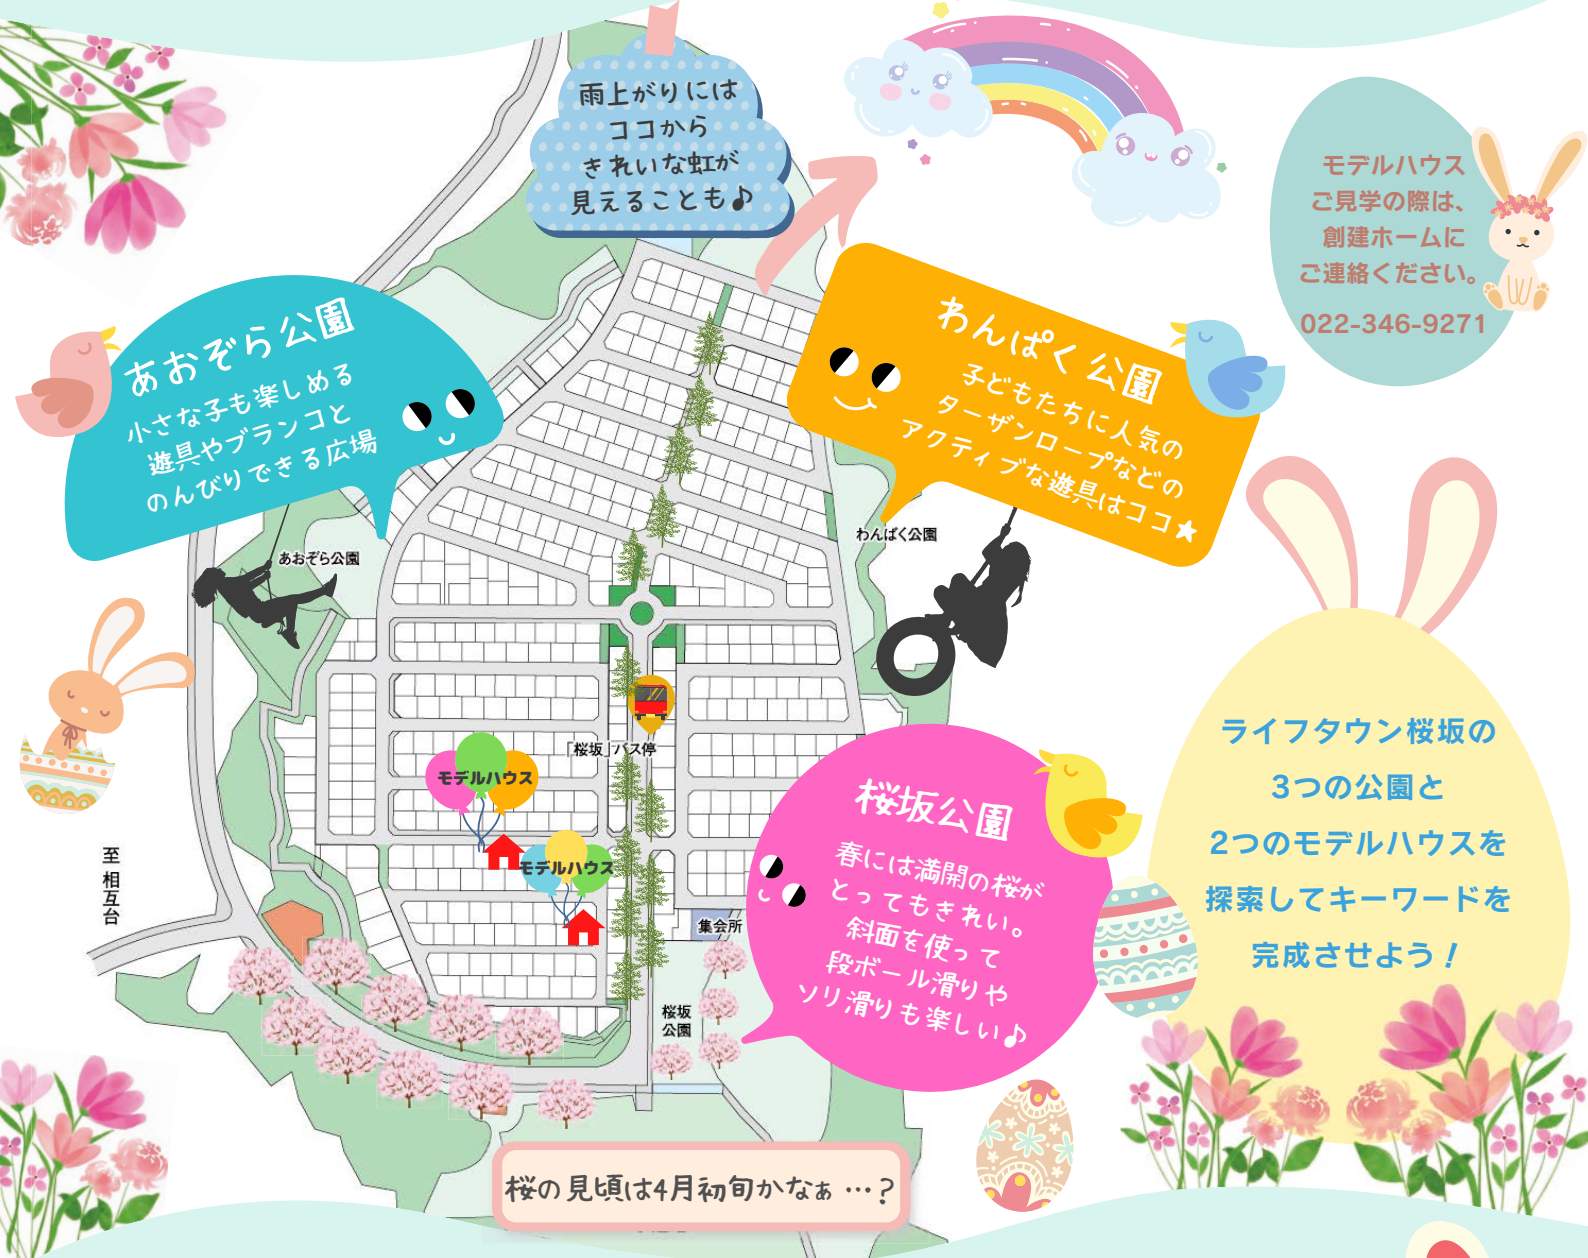 雨上がりには
ココから
きれいな虹が
見えることも♪
モデルハウス
ご見学の際は、
創建ホームに
ご連絡ください。
022-346-9271
あおぞら公園
小さな子も楽しめる
遊具やブランコと
のんびりできる広場
わんぱく公園
子どもたちに人気の
ターザンロープなどの
アクティブな遊具はココ★
あおぞら公園
わんぱく公園
「桜坂」バス停
モデルハウス
モデルハウス
至相互台
集会所
桜坂
公園
桜坂公園
春には満開の桜が
とってもきれい。
斜面を使って
段ボール滑りや
ソリ滑りも楽しい♪
ライフタウン桜坂の
3つの公園と
2つのモデルハウスを
探索してキーワードを
完成させよう！
桜の見頃は4月初旬かなぁ…？